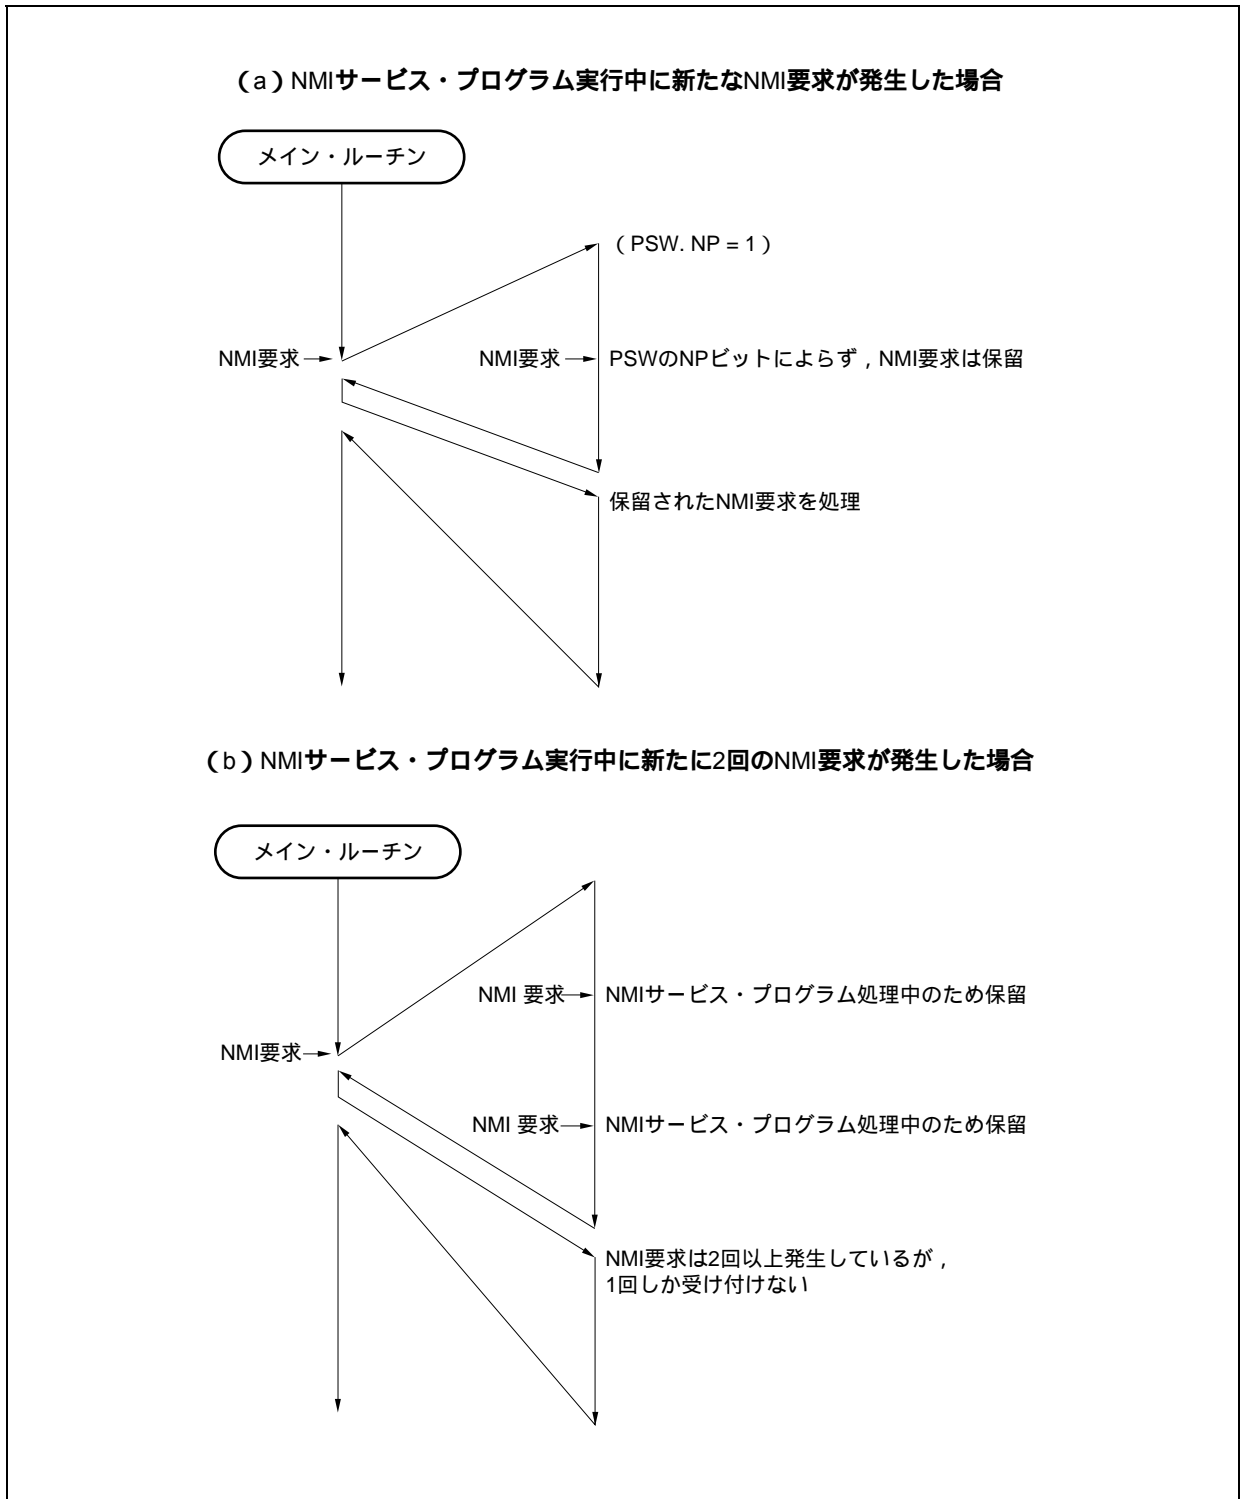 (a)NMIサービス・プログラム実行中に新たなNMI要求が発生した場合
メイン・ルーチン
(PSW. NP = 1)
NMI要求
NMI要求
PSWのNPビットによらず,NMI要求は保留
保留されたNMI要求を処理
(b)NMIサービス・プログラム実行中に新たに2回のNMI要求が発生した場合
メイン・ルーチン
NMI 要求
NMIサービス・プログラム処理中のため保留
NMI要求
NMI 要求
NMIサービス・プログラム処理中のため保留
NMI要求は2回以上発生しているが,
1回しか受け付けない